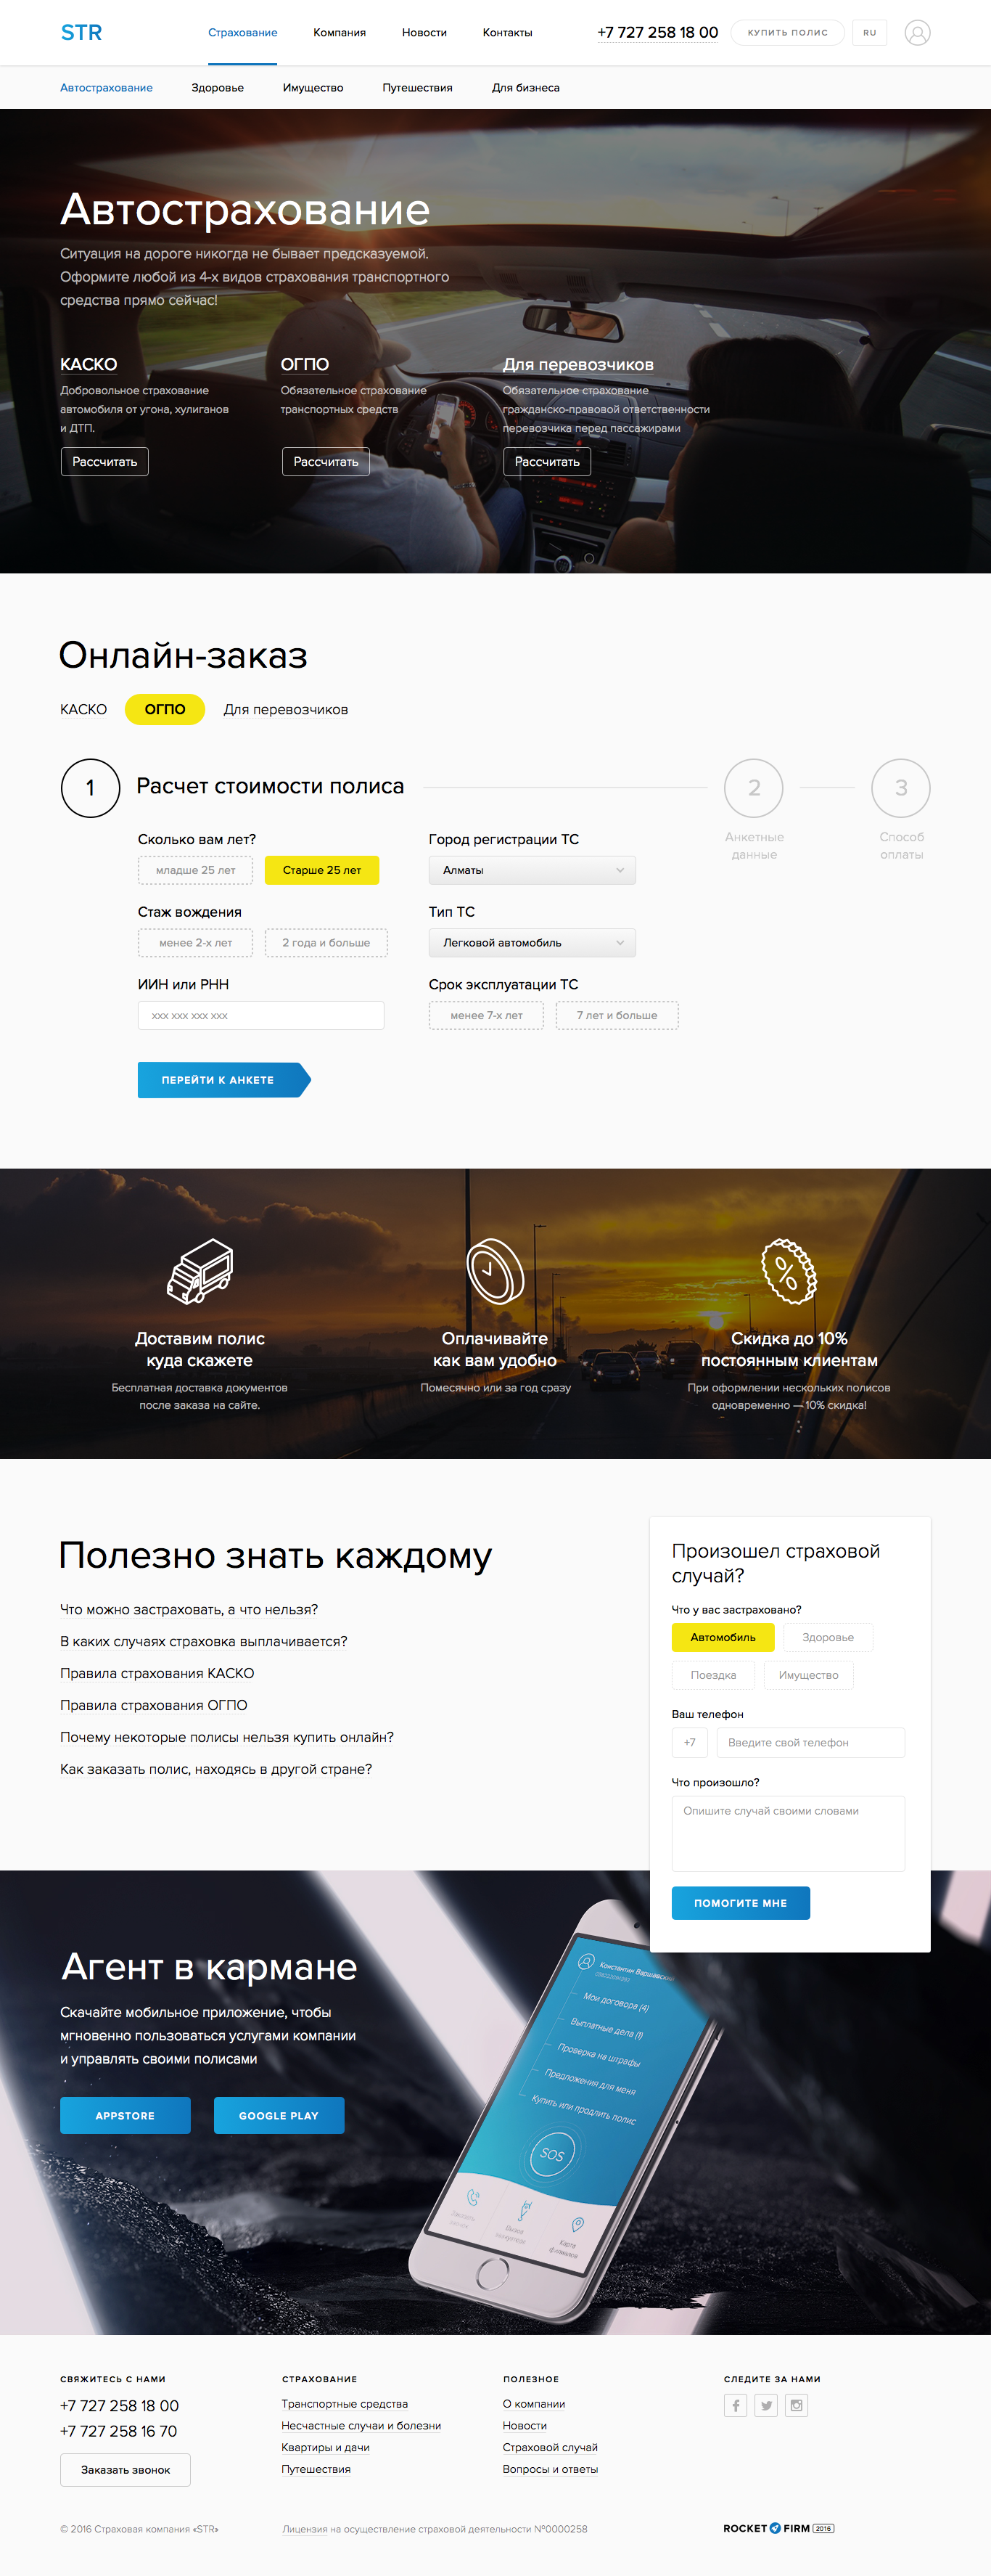 STR
Страхование
Компания
Новости
Контакты
+7 727 258 18 00
КУПИТЬ ПОЛИС
RU
Автострахование
Здоровье
Имущество
Путешествия
Для бизнеса
Автострахование
Ситуация на дороге никогда не бывает предсказуемой.
Оформите любой из 4-х видов страхования транспортного
средства прямо сейчас!
КАСКО
Добровольное страхование
автомобиля от угона, хулиганов
и ДТП.
Рассчитать
ОГПО
Обязательное страхование
транспортных средств
Рассчитать
Для перевозчиков
Обязательное страхование
гражданско-правовой ответственности
перевозчика перед пассажирами
Рассчитать
Онлайн-заказ
КАСКО
ОГПО
Для перевозчиков
1
Расчет стоимости полиса
2
Анкетные
данные
3
Способ
оплаты
Сколько вам лет?
младше 25 лет
Старше 25 лет
Город регистрации ТС
Алматы
Стаж вождения
менее 2-х лет
2 года и больше
Тип ТС
Легковой автомобиль
ИИН или РНН
xxx xxx xxx xxx
Срок эксплуатации ТС
менее 7-х лет
7 лет и больше
ПЕРЕЙТИ К АНКЕТЕ
Доставим полис
куда скажете
Бесплатная доставка документов
после заказа на сайте.
Оплачивайте
как вам удобно
Помесячно или за год сразу
Скидка до 10%
постоянным клиентам
При оформлении нескольких полисов
одновременно — 10% скидка!
Полезно знать каждому
Что можно застраховать, а что нельзя?
В каких случаях страховка выплачивается?
Правила страхования КАСКО
Правила страхования ОГПО
Почему некоторые полисы нельзя купить онлайн?
Как заказать полис, находясь в другой стране?
Произошел страховой
случай?
Что у вас застраховано?
Автомобиль
Здоровье
Поездка
Имущество
Ваш телефон
+7
Введите свой телефон
Что произошло?
Опишите случай своими словами
ПОМОГИТЕ МНЕ
Агент в кармане
Скачайте мобильное приложение, чтобы
мгновенно пользоваться услугами компании
и управлять своими полисами
APPSTORE
GOOGLE PLAY
Константин Варшавский
Мои договора (4)
Выплатные дела (1)
Проверка на штрафы
Предложения для меня
Купить или продлить полис
SOS
Карта
СВЯЖИТЕСЬ С НАМИ
+7 727 258 18 00
+7 727 258 16 70
Заказать звонок
СТРАХОВАНИЕ
Транспортные средства
Несчастные случаи и болезни
Квартиры и дачи
Путешествия
ПОЛЕЗНОЕ
О компании
Новости
Страховой случай
Вопросы и ответы
СЛЕДИТЕ ЗА НАМИ
© 2016 Страховая компания «STR»
Лицензия на осуществление страховой деятельности №0000258
ROCKET FIRM 2016